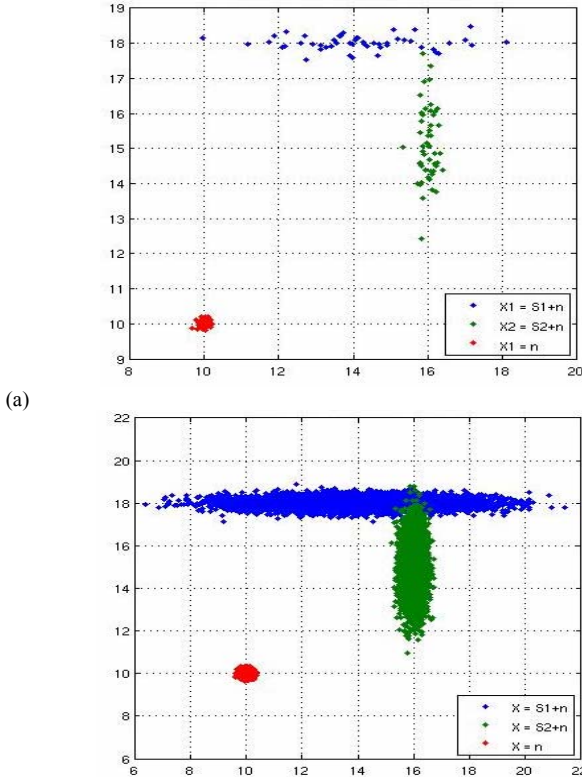 19
18
17
16
15
14
13
12
11
10
9
8 10 12 14 16 18 20
X1 = S1+n
X2 = S2+n
X1 = n
(a)
22
20
18
16
14
12
10
8
6
6 8 10 12 14 16 18 20 22
X = S1+n
X = S2+n
X = n